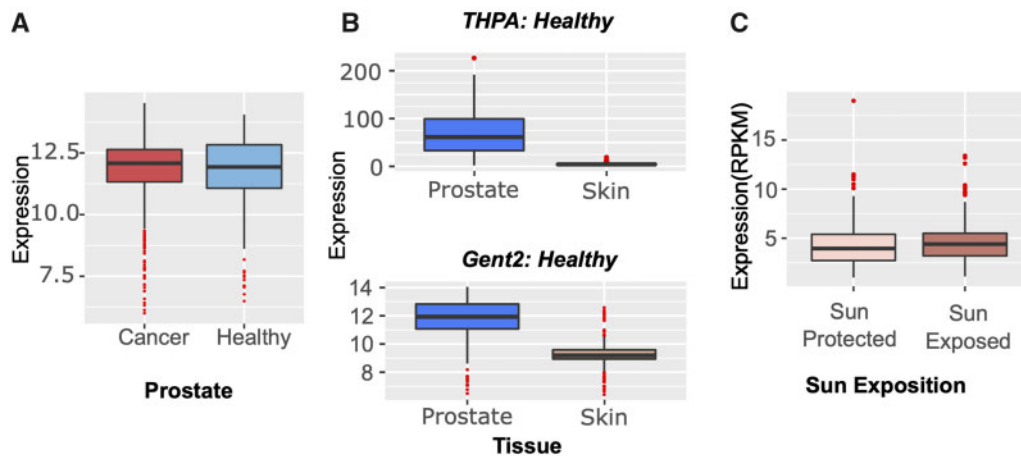 A
Expression
12.5
10.0
7.5
Cancer
Healthy
Prostate
B
THPA: Healthy
Expression
200
100
0
Prostate
Skin
Gent2: Healthy
12
10
8
Prostate
Skin
Tissue
C
Expression(RPKM)
15
10
5
Sun
Protected
Sun
Exposed
Sun Exposition